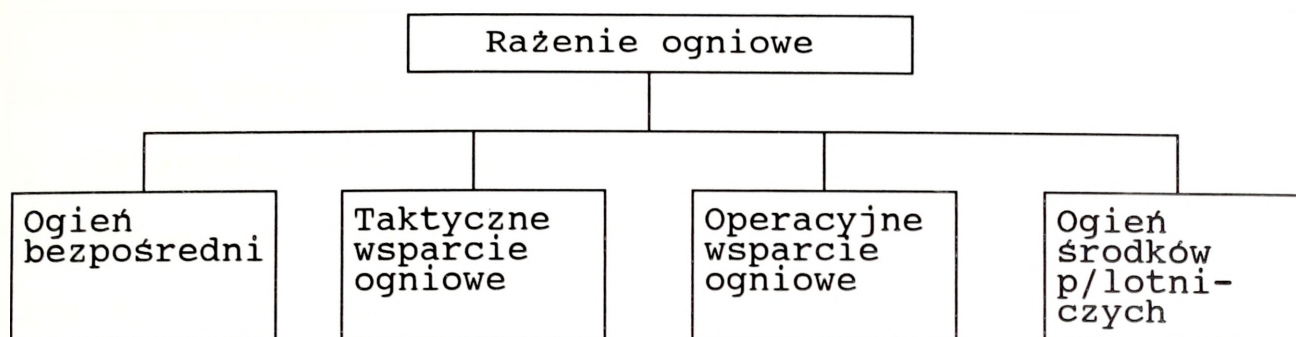 Rażenie ogniowe
Ogień
bezpośredni
Taktyczne
wsparcie
ogniowe
Operacyjne
wsparcie
ogniowe
Ogień
środków
p/lotni-
czych